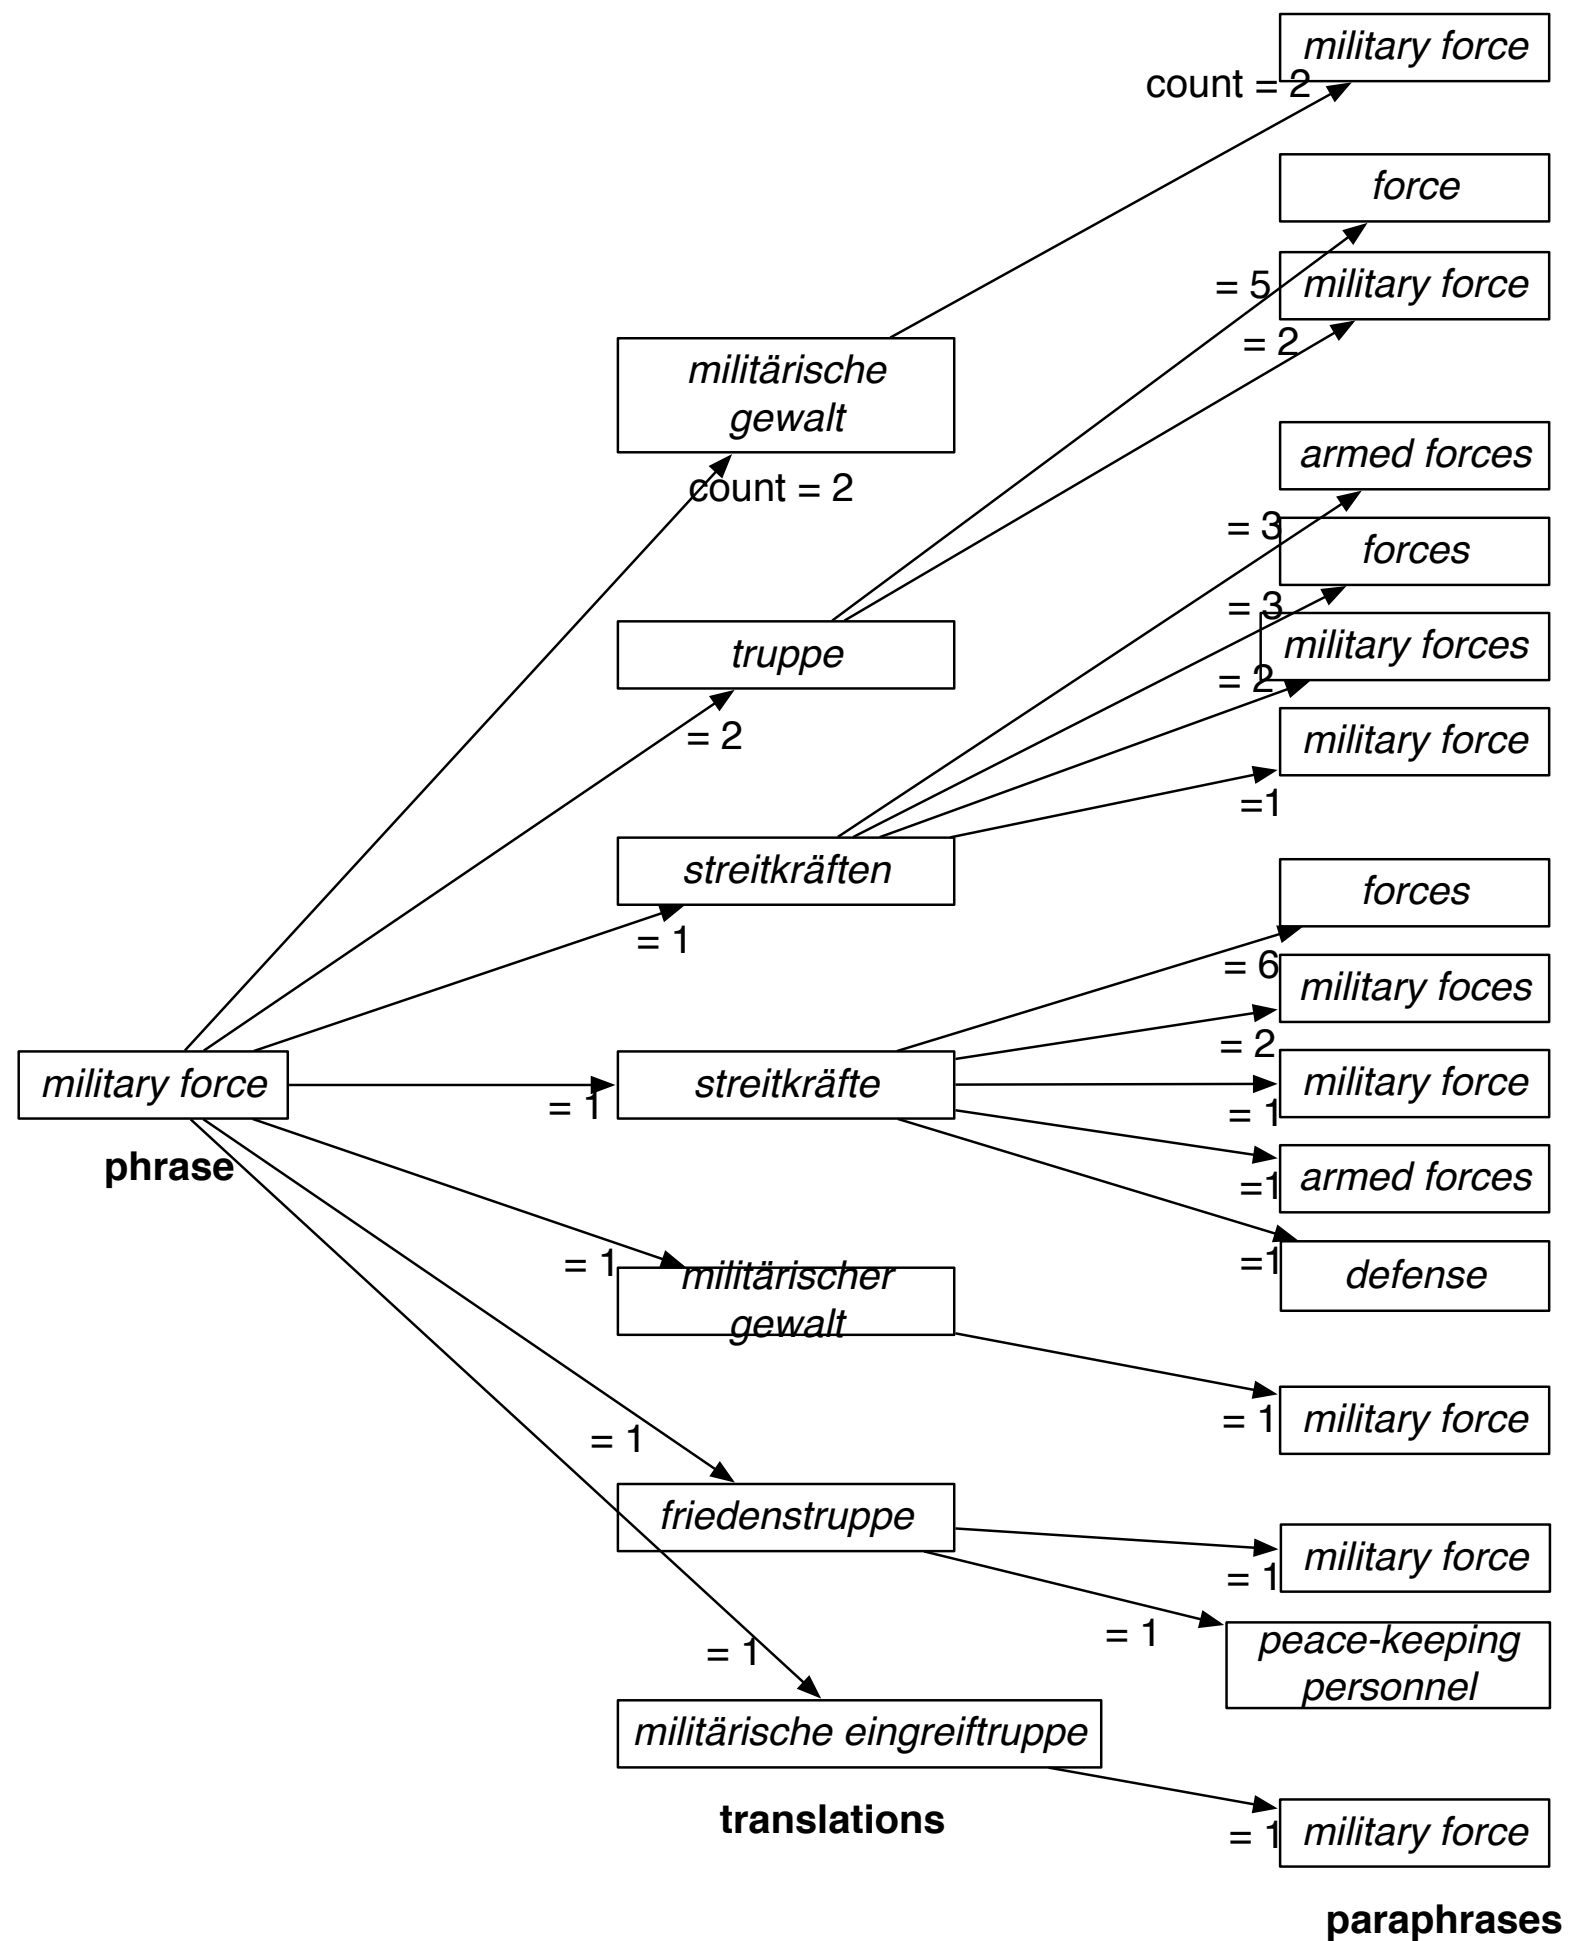 military force
count = 2
force
= 5
military force
= 2
militärische
gewalt
count = 2
armed forces
= 3
forces
= 3
military forces
= 2
truppe
= 2
military force
=1
streitkräften
= 1
forces
= 6
military foces
= 2
military force
phrase
streitkräfte
= 1
military force
= 1
armed forces
=1
defense
=1
militärischer
gewalt
= 1
military force
= 1
= 1
friedenstruppe
military force
= 1
peace-keeping
personnel
= 1
= 1
militärische eingreiftruppe
translations
military force
= 1
paraphrases